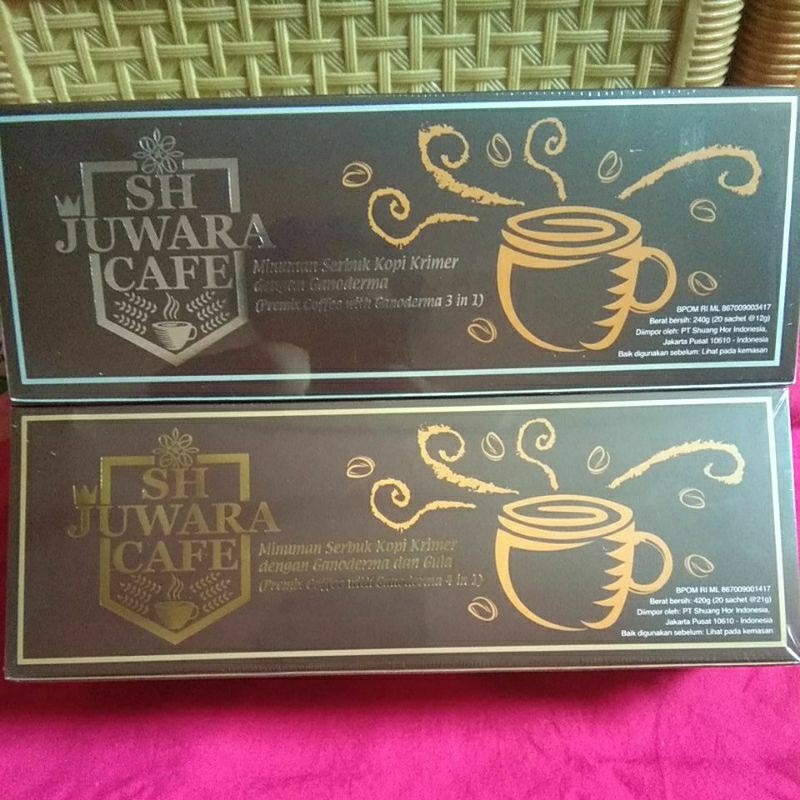 SH
JUWARA
CAFE
Minuman Serbuk Kopi Krimer
dengan Ganoderma
(Premix Coffee with Ganoderma 3 in 1)
BPOM RI ML 867009003417
Berat bersih: 240g (20 sachet @12g)
Diimpor oleh: PT Shuang Hor Indonesia,
Jakarta Pusat 10610 - Indonesia
Baik digunakan sebelum: Lihat pada kemasan
SH
JUWARA
CAFE
Minuman Serbuk Kopi Krimer
dengan Ganoderma dan Gula
(Premix Coffee with Ganoderma 4 in 1)
BPOM RI ML 867009001417
Berat bersih: 420g (20 sachet @21g)
Diimpor oleh: PT Shuang Hor Indonesia,
Jakarta Pusat 10610 - Indonesia
Baik digunakan sebelum: Lihat pada kemasan